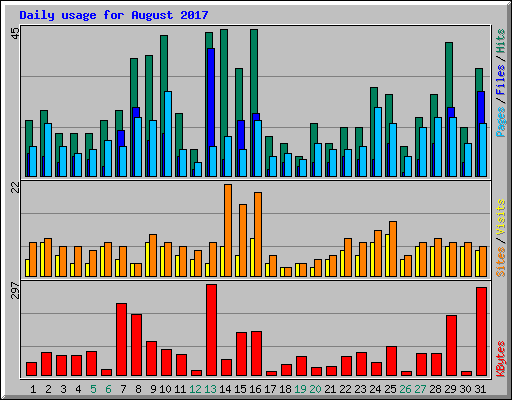 Daily usage for August 2017
45
Pages / Files / Hits
22
Sites / Visits
297
KBytes
1 2 3 4 5 6 7 8 9 10 11 12 13 14 15 16 17 18 19 20 21 22 23 24 25 26 27 28 29 30 31